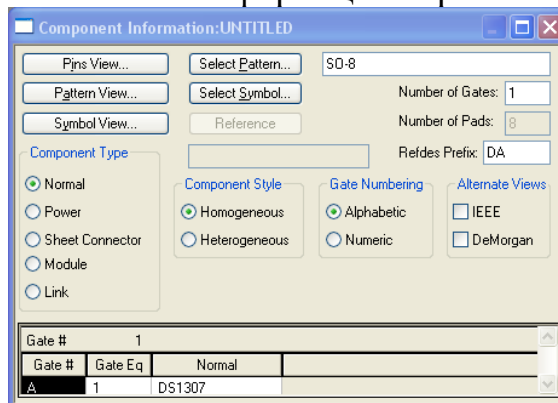 Component Information:UNTITLED
Pins View... Select Pattern... SO-8
Pattern View... Select Symbol... Number of Gates: 1
Symbol View... Reference Number of Pads: 8
Refdes Prefix: DA
Component Type
Normal
Power
Sheet Connector
Module
Link
Component Style
Homogeneous
Heterogeneous
Gate Numbering
Alphabetic
Numeric
Alternate Views
IEEE
DeMorgan
Gate # 1
Gate # Gate Eq Normal
A 1 DS1307